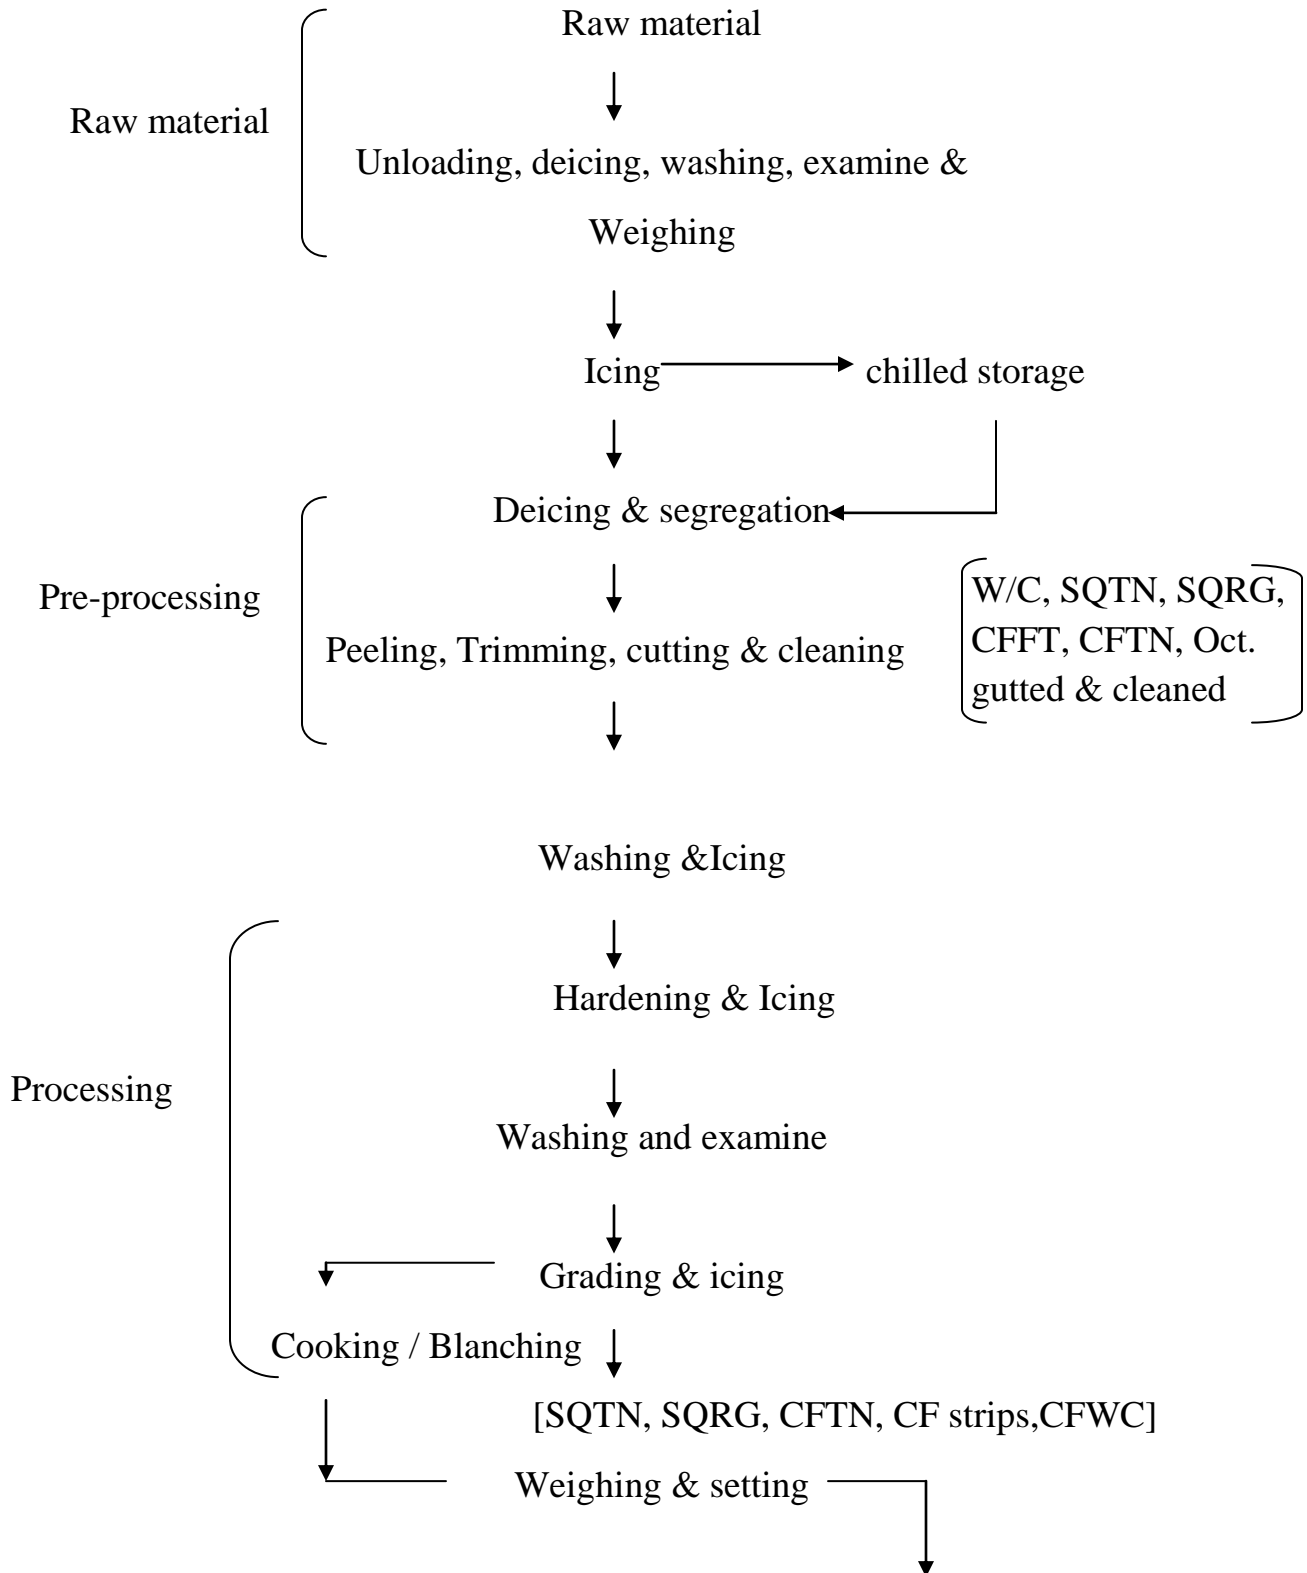 Raw material
Raw material
Unloading, deicing, washing, examine &
Weighing
Icing
chilled storage
Deicing & segregation
Pre-processing
W/C, SQTN, SQRG,
CFFT, CFTN, Oct.
gutted & cleaned
Peeling, Trimming, cutting & cleaning
Washing &Icing
Hardening & Icing
Processing
Washing and examine
Grading & icing
Cooking / Blanching
[SQTN, SQRG, CFTN, CF strips,CFWC]
Weighing & setting